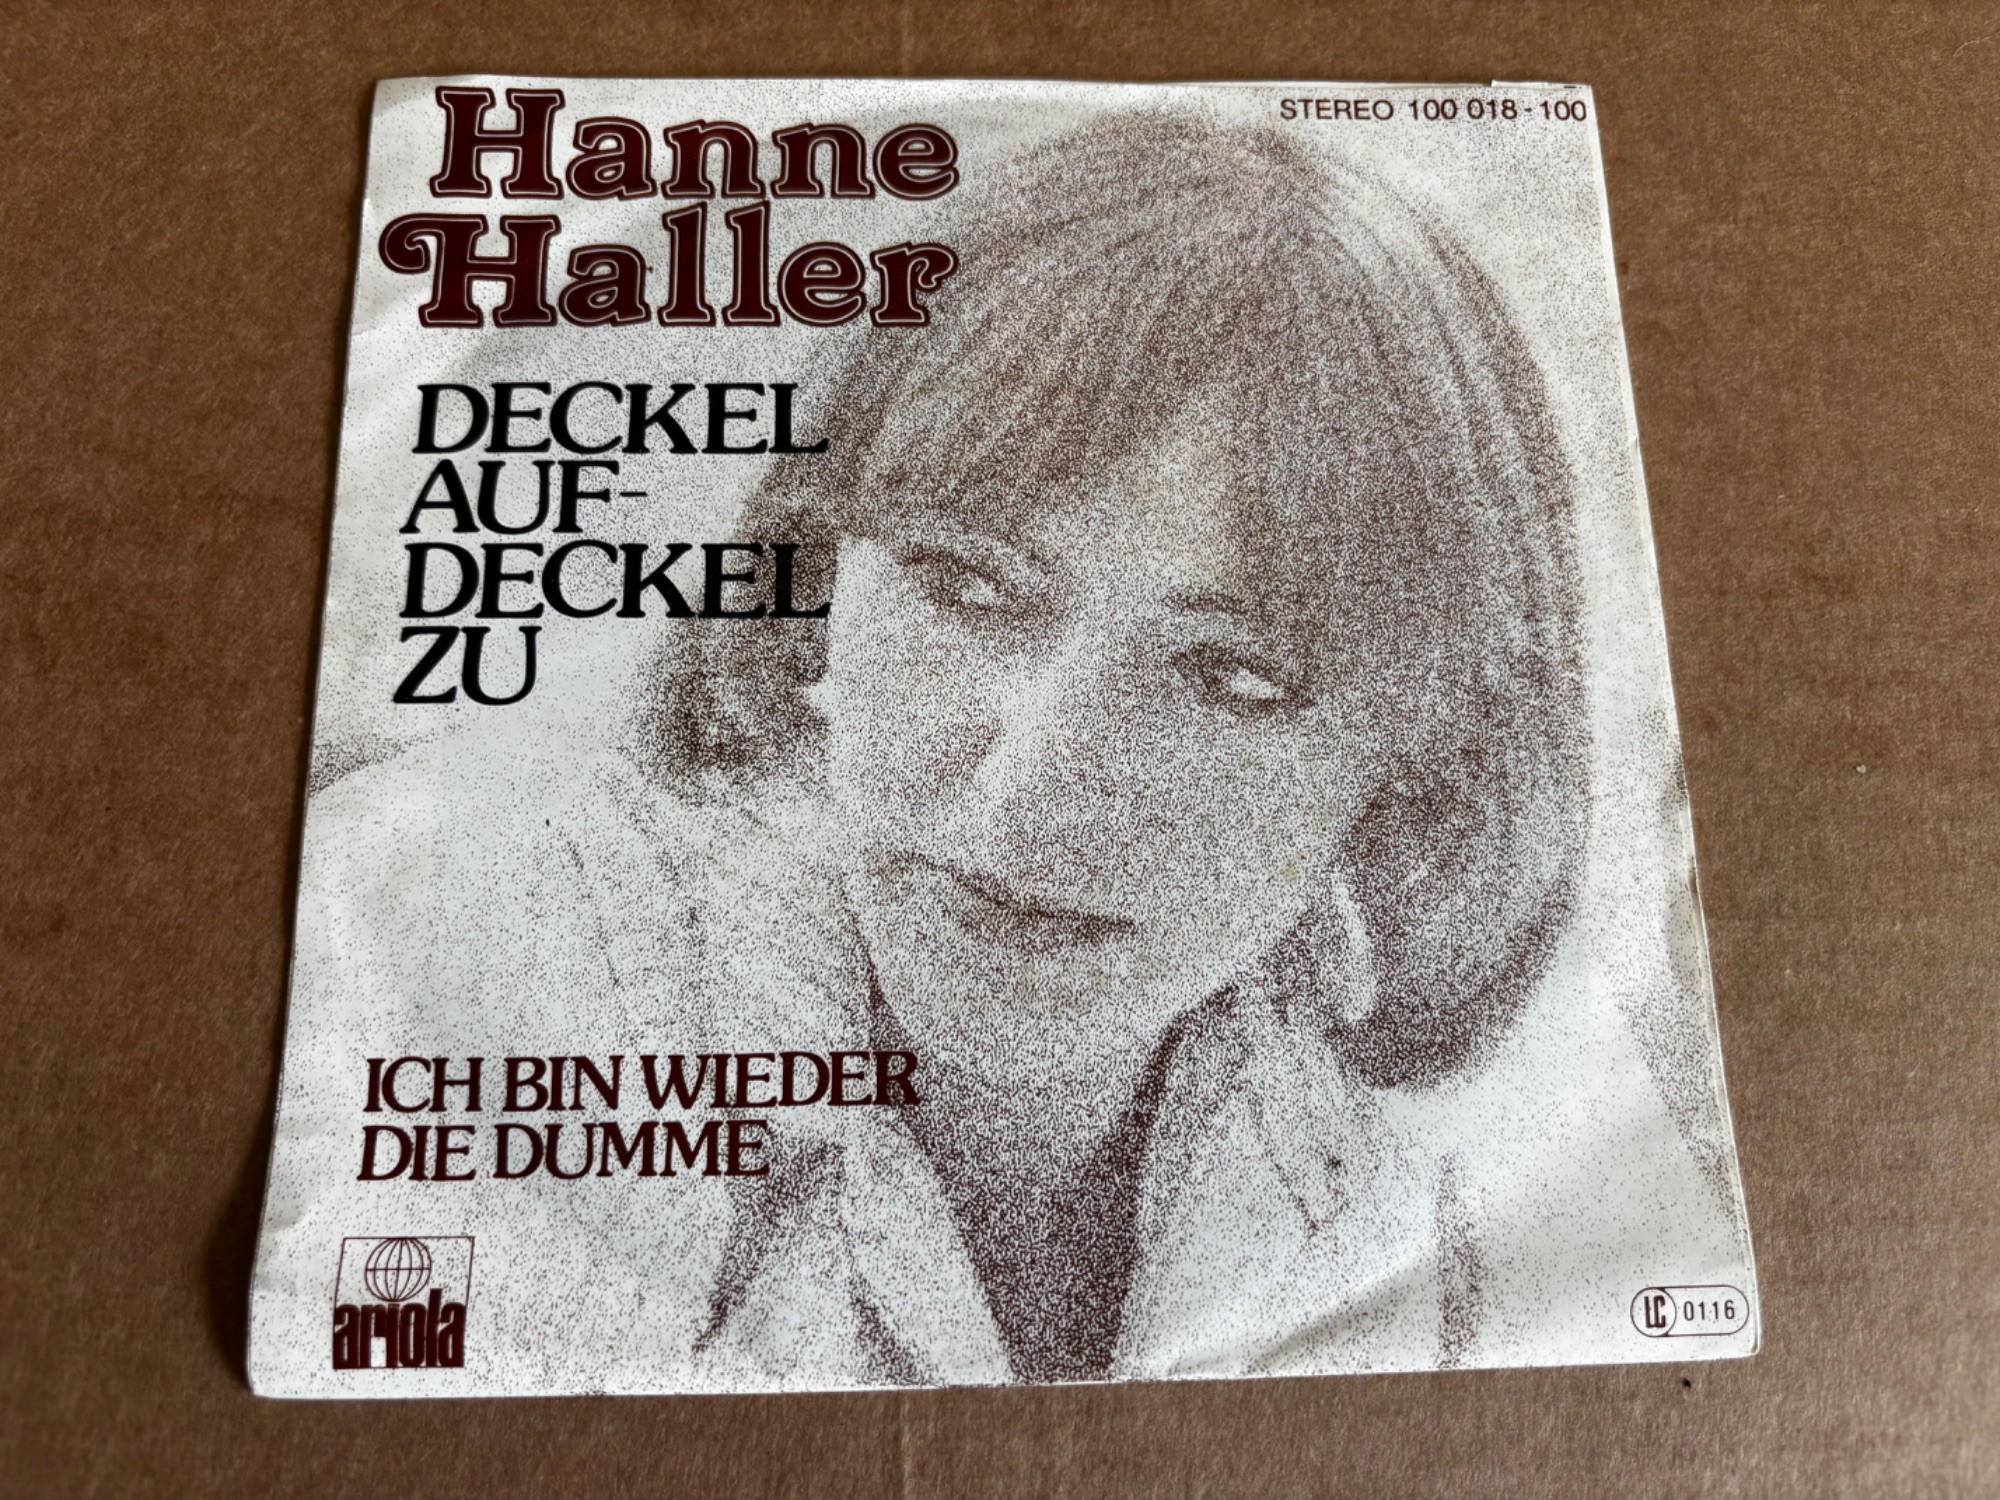 Hanne
Haller
STEREO 100 018-100
DECKEL
AUF-
DECKEL
ZU
ICH BIN WIEDER
DIE DUMME
ariola
LC 0116